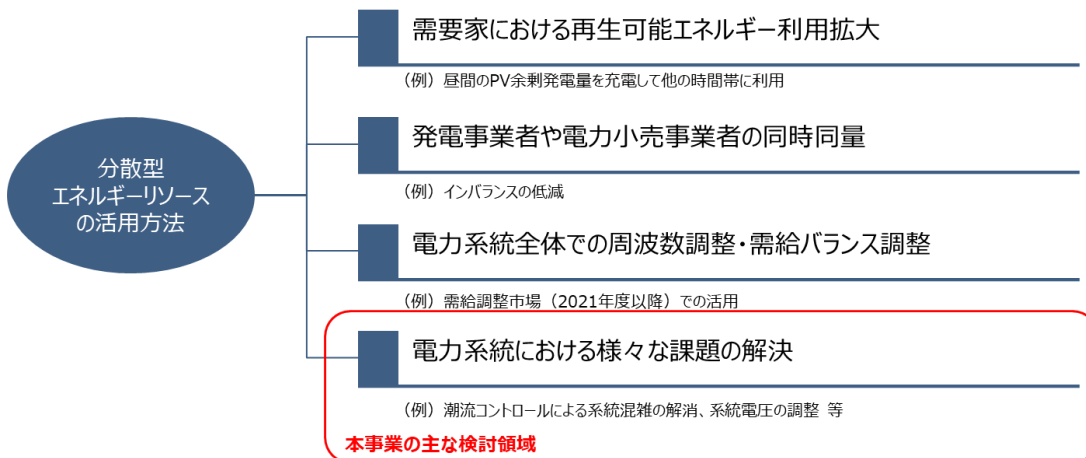 分散型
エネルギーリソース
の活用方法
需要家における再生可能エネルギー利用拡大
（例）昼間のPV余剰発電量を充電して他の時間帯に利用
発電事業者や電力小売事業者の同時同量
（例）インバランスの低減
電力系統全体での周波数調整・需給バランス調整
（例）需給調整市場（2021年度以降）での活用
電力系統における様々な課題の解決
（例）潮流コントロールによる系統混雑の解消、系統電圧の調整 等
本事業の主な検討領域